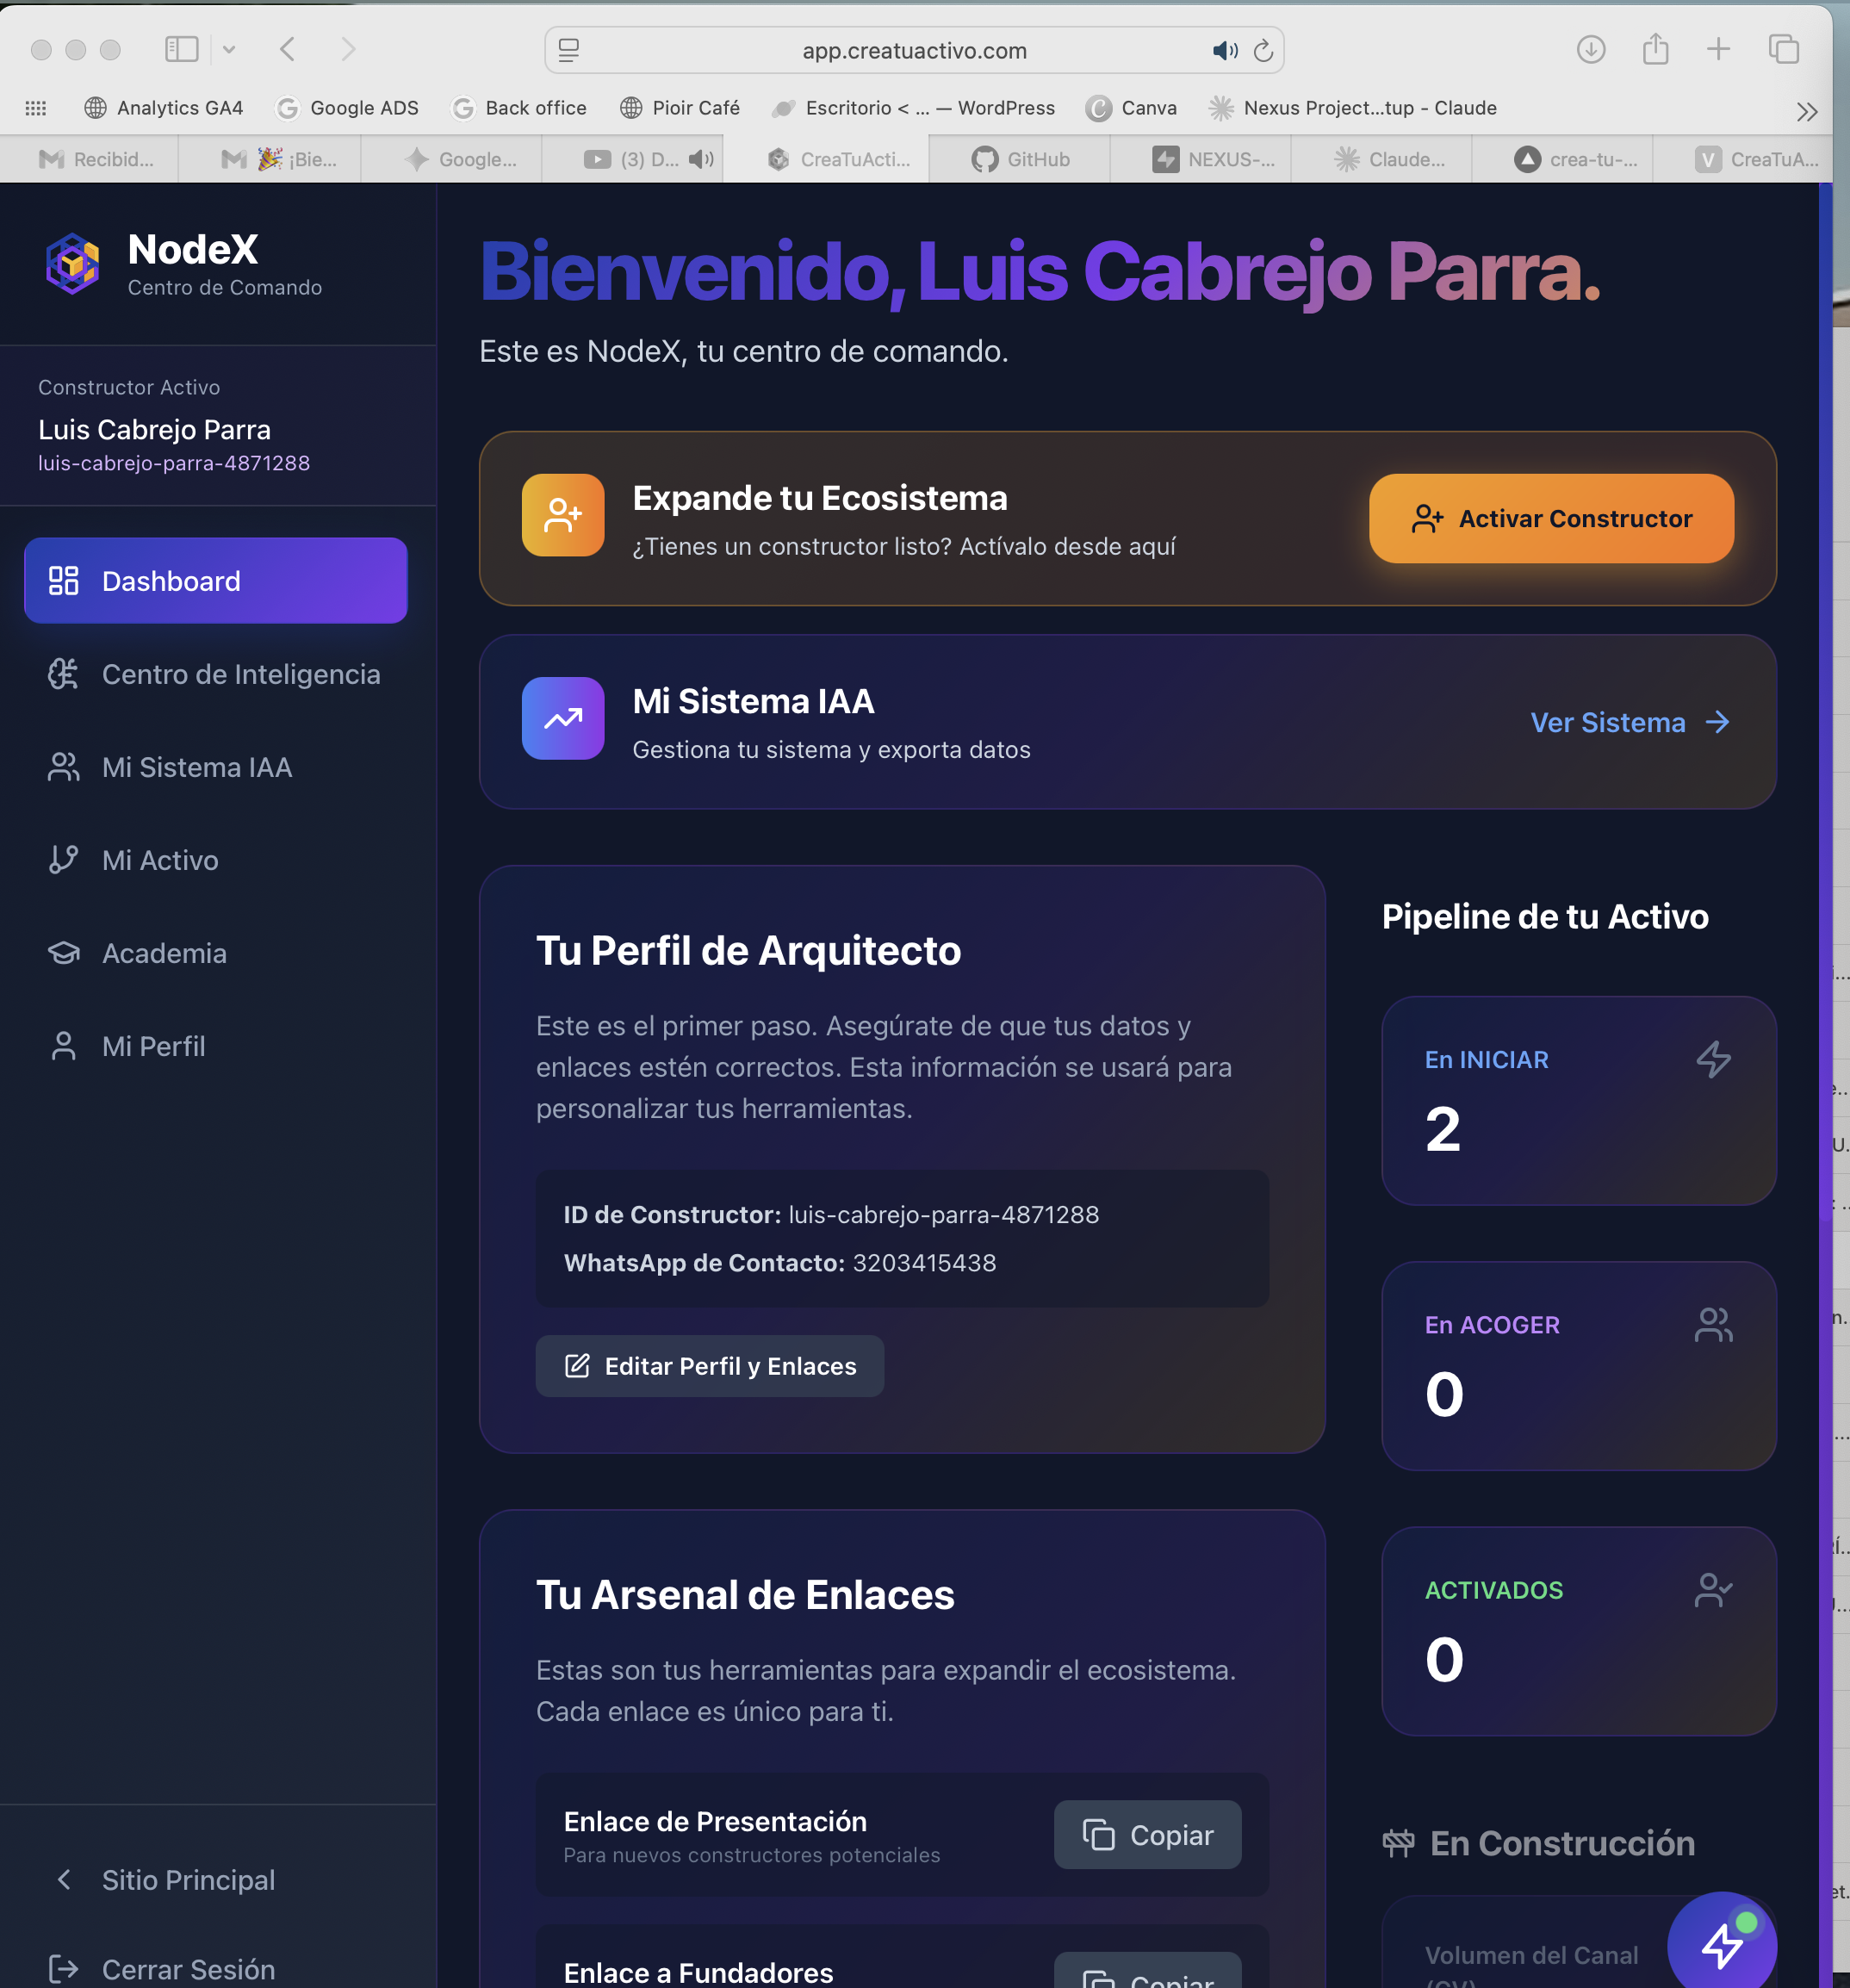 app.creatuactivo.com
Analytics GA4
Google ADS
Back office
Pioir Café
Escritorio < ... — WordPress
Canva
Nexus Project...tup - Claude
Recibid...
¡Bie...
Google...
(3) D...
CreaTuActi...
GitHub
NEXUS-...
Claude...
crea-tu-...
V
CreaTuA...
NodeX
Centro de Comando
Constructor Activo
Luis Cabrejo Parra
luis-cabrejo-parra-4871288
Dashboard
Centro de Inteligencia
Mi Sistema IAA
Mi Activo
Academia
Mi Perfil
Sitio Principal
Cerrar Sesión
Bienvenido, Luis Cabrejo Parra.
Este es NodeX, tu centro de comando.
Expande tu Ecosistema
¿Tienes un constructor listo? Actívalo desde aquí
Activar Constructor
Mi Sistema IAA
Gestiona tu sistema y exporta datos
Ver Sistema
Tu Perfil de Arquitecto
Este es el primer paso. Asegúrate de que tus datos y
enlaces estén correctos. Esta información se usará para
personalizar tus herramientas.
ID de Constructor: luis-cabrejo-parra-4871288
WhatsApp de Contacto: 3203415438
Editar Perfil y Enlaces
Tu Arsenal de Enlaces
Estas son tus herramientas para expandir el ecosistema.
Cada enlace es único para ti.
Enlace de Presentación
Para nuevos constructores potenciales
Copiar
Enlace a Fundadores
Copiar
Pipeline de tu Activo
En INICIAR
2
En ACOGER
0
ACTIVADOS
0
En Construcción
Volumen del Canal